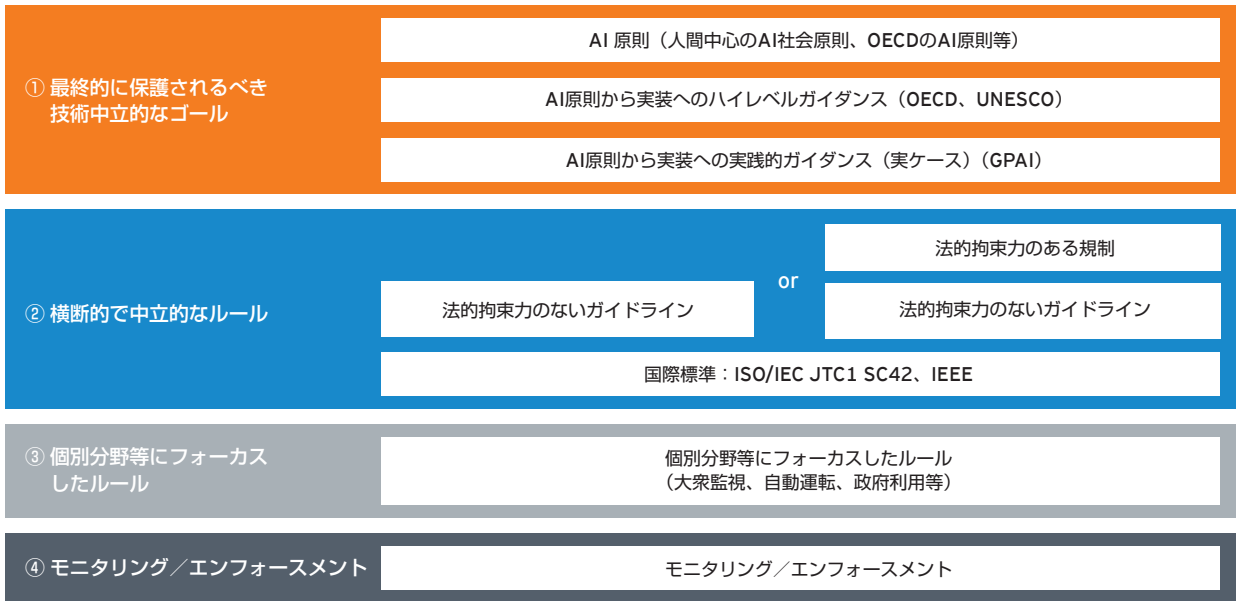 ① 最終的に保護されるべき
技術中立的なゴール
AI 原則（人間中心のAI社会原則、OECDのAI原則等）
AI原則から実装へのハイレベルガイダンス（OECD、UNESCO）
AI原則から実装への実践的ガイダンス（実ケース）（GPAI）
② 横断的で中立的なルール
法的拘束力のないガイドライン
or
法的拘束力のある規制
法的拘束力のないガイドライン
国際標準：ISO/IEC JTC1 SC42、IEEE
③ 個別分野等にフォーカス
したルール
個別分野等にフォーカスしたルール
（大衆監視、自動運転、政府利用等）
④ モニタリング／エンフォースメント
モニタリング／エンフォースメント